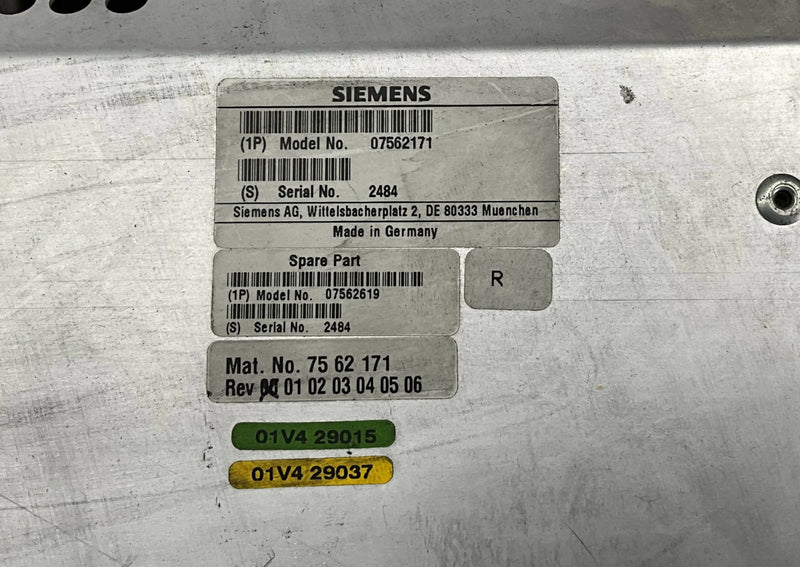 SIEMENS
(1P) Model No. 07562171
(S) Serial No. 2484
Siemens AG, Wittelsbacherplatz 2, DE 80333 Muenchen
Made in Germany
Spare Part
(1P) Model No. 07562619
(S) Serial No. 2484
R
Mat. No. 75 62 171
Rev 01 02 03 04 05 06
01V4 29015
01V4 29037